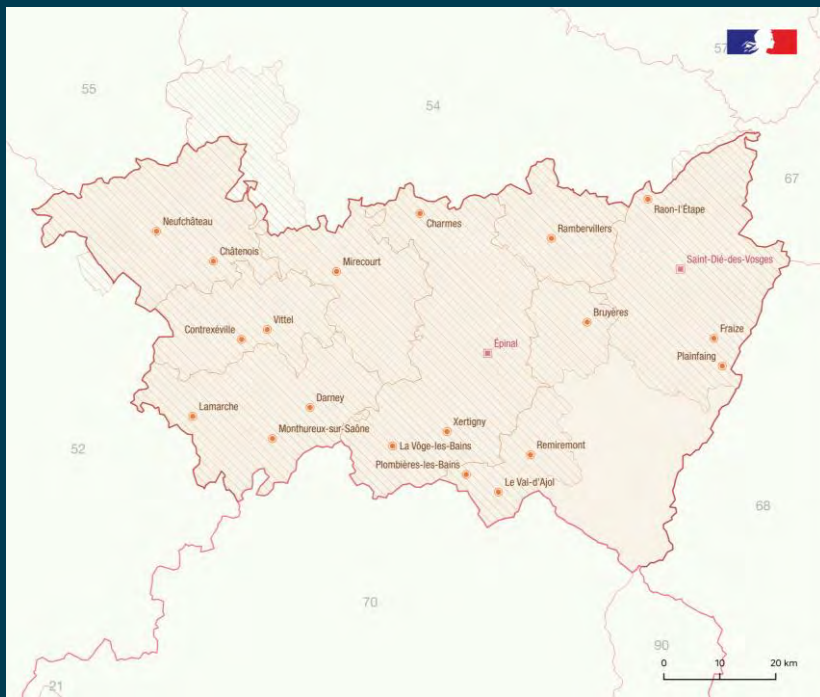 57
55
54
67
Raon-l'Étape
Charmes
Neufchâteau
Rambervillers
Châtenois
Saint-Dié-des-Vosges
Mirecourt
Bruyères
Vittel
Contrexéville
Fraize
Épinal
Plainfaing
Darney
Lamarche
Xertigny
Monthureux-sur-Saône
La Vôge-les-Bains
52
Remiremont
Plombières-les-Bains
Le Val-d'Ajol
68
70
90
0 10 20 km
21